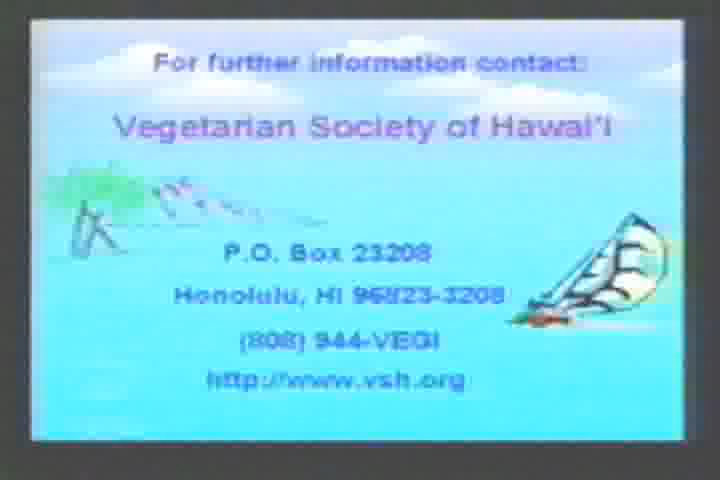 For further information contact:
Vegetarian Society of Hawai'i
P.O. Box 23208
Honolulu, HI 96823-3208
(808) 944-VEGI
http://www.vsh.org